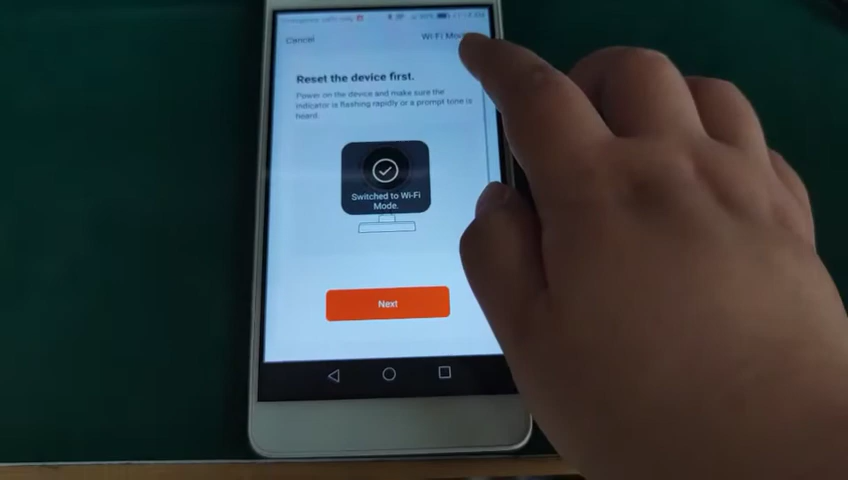 Cancel
Wi-Fi
Reset the device first.
Power on the device and make sure the
indicator is flashing rapidly or a prompt tone is
heard.
Switched to Wi-Fi
Mode.
Next